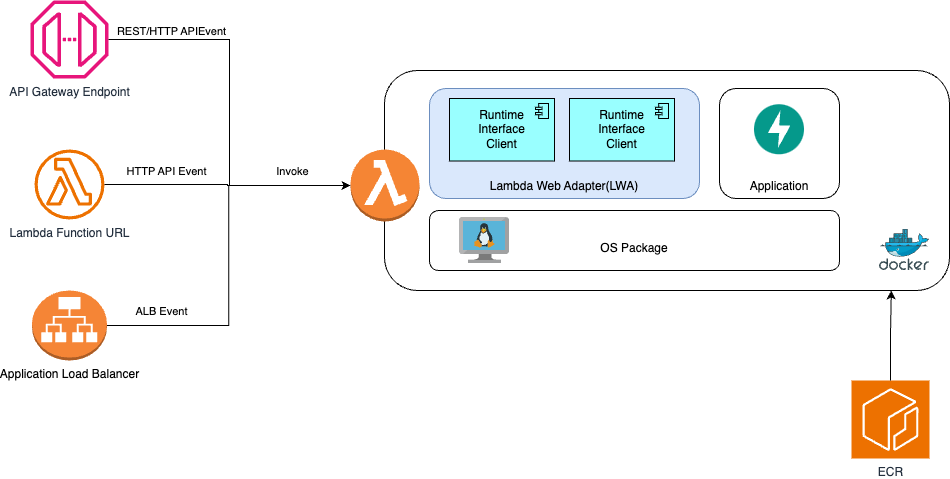 REST/HTTP APIEvent
API Gateway Endpoint
HTTP API Event
Invoke
Lambda Function URL
ALB Event
Application Load Balancer
Runtime
Interface
Client
Runtime
Interface
Client
Lambda Web Adapter(LWA)
Application
OS Package
docker
ECR